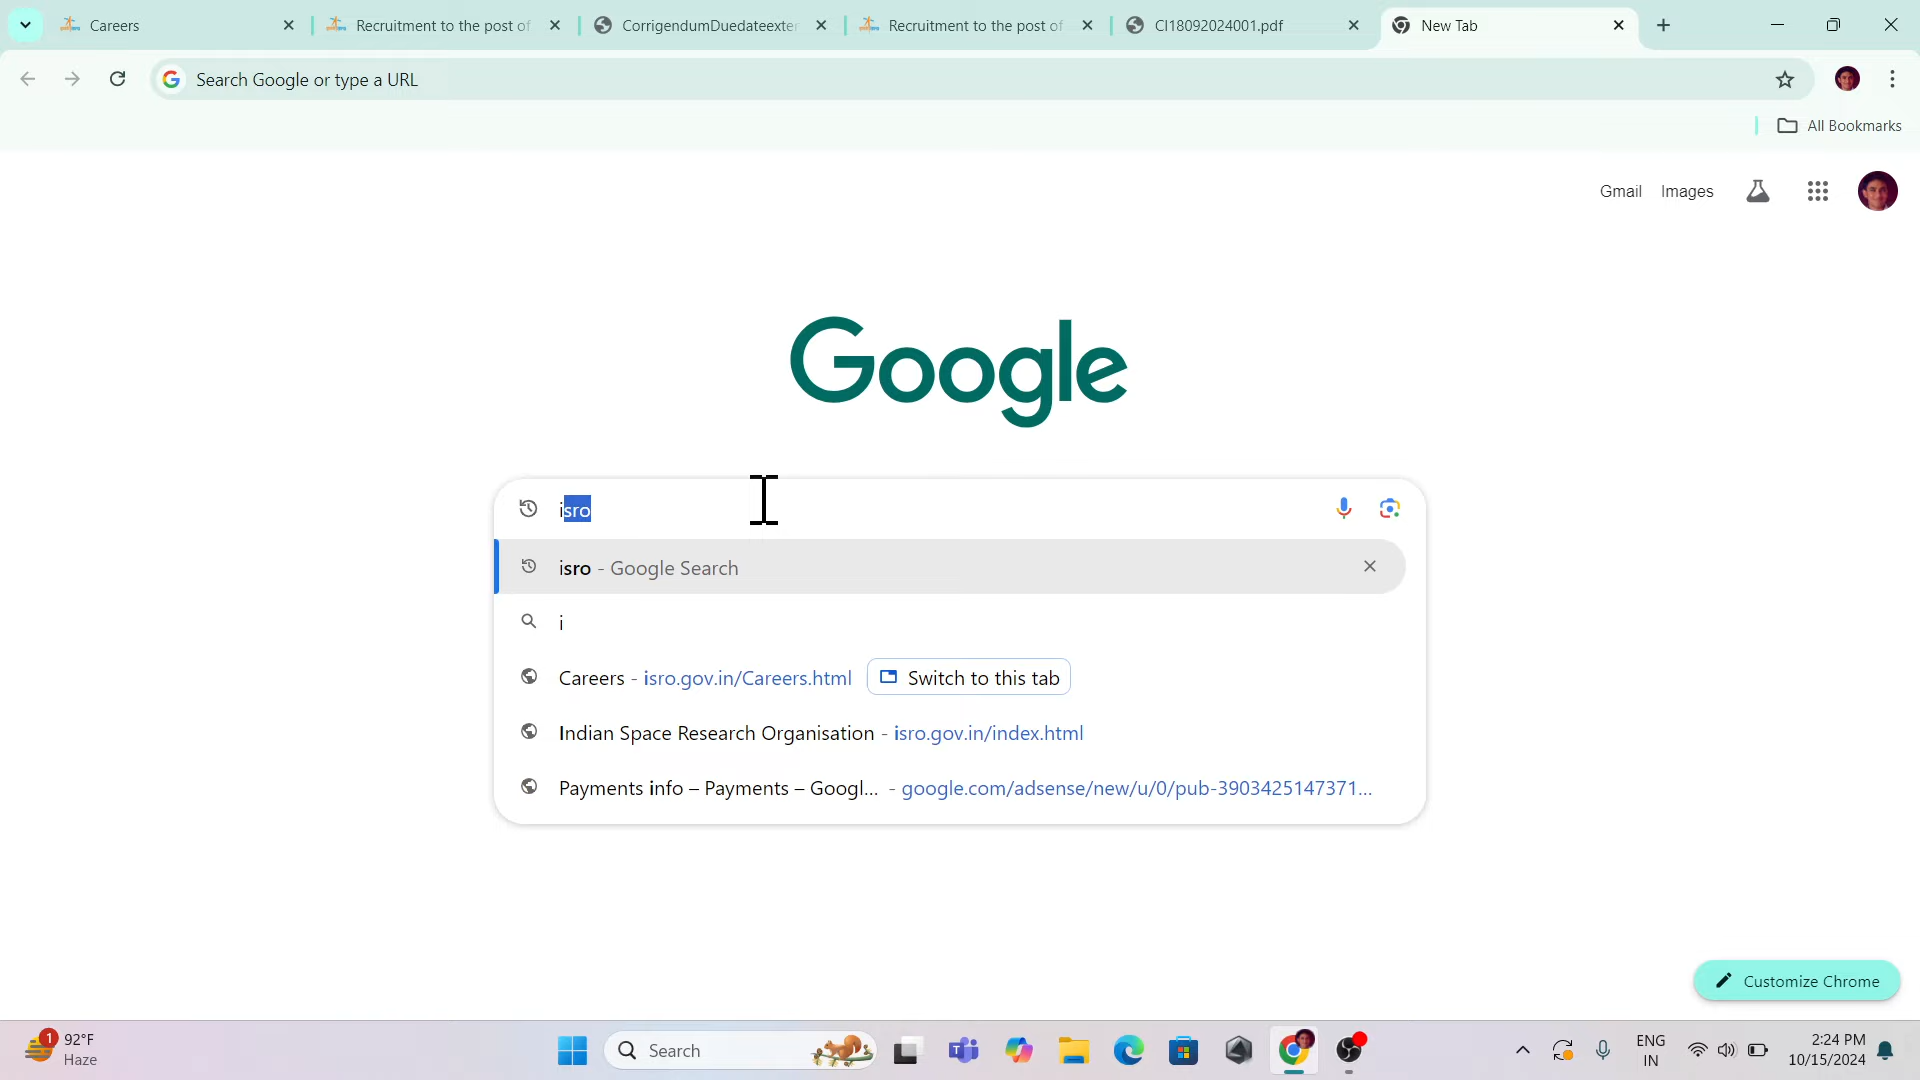 Careers
Recruitment to the post of
CorrigendumDuedateexter
Recruitment to the post of
CI18092024001.pdf
New Tab
Search Google or type a URL
All Bookmarks
Gmail
Images
Google
isro
isro - Google Search
i
Careers - isro.gov.in/Careers.html
Switch to this tab
Indian Space Research Organisation - isro.gov.in/index.html
Payments info – Payments – Googl... - google.com/adsense/new/u/0/pub-3903425147371...
Customize Chrome
1
92°F
Haze
Search
ENG
IN
2:24 PM
10/15/2024